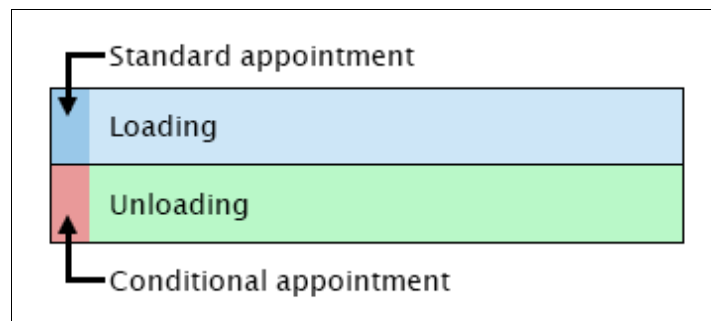 Standard appointment
Loading
Unloading
Conditional appointment